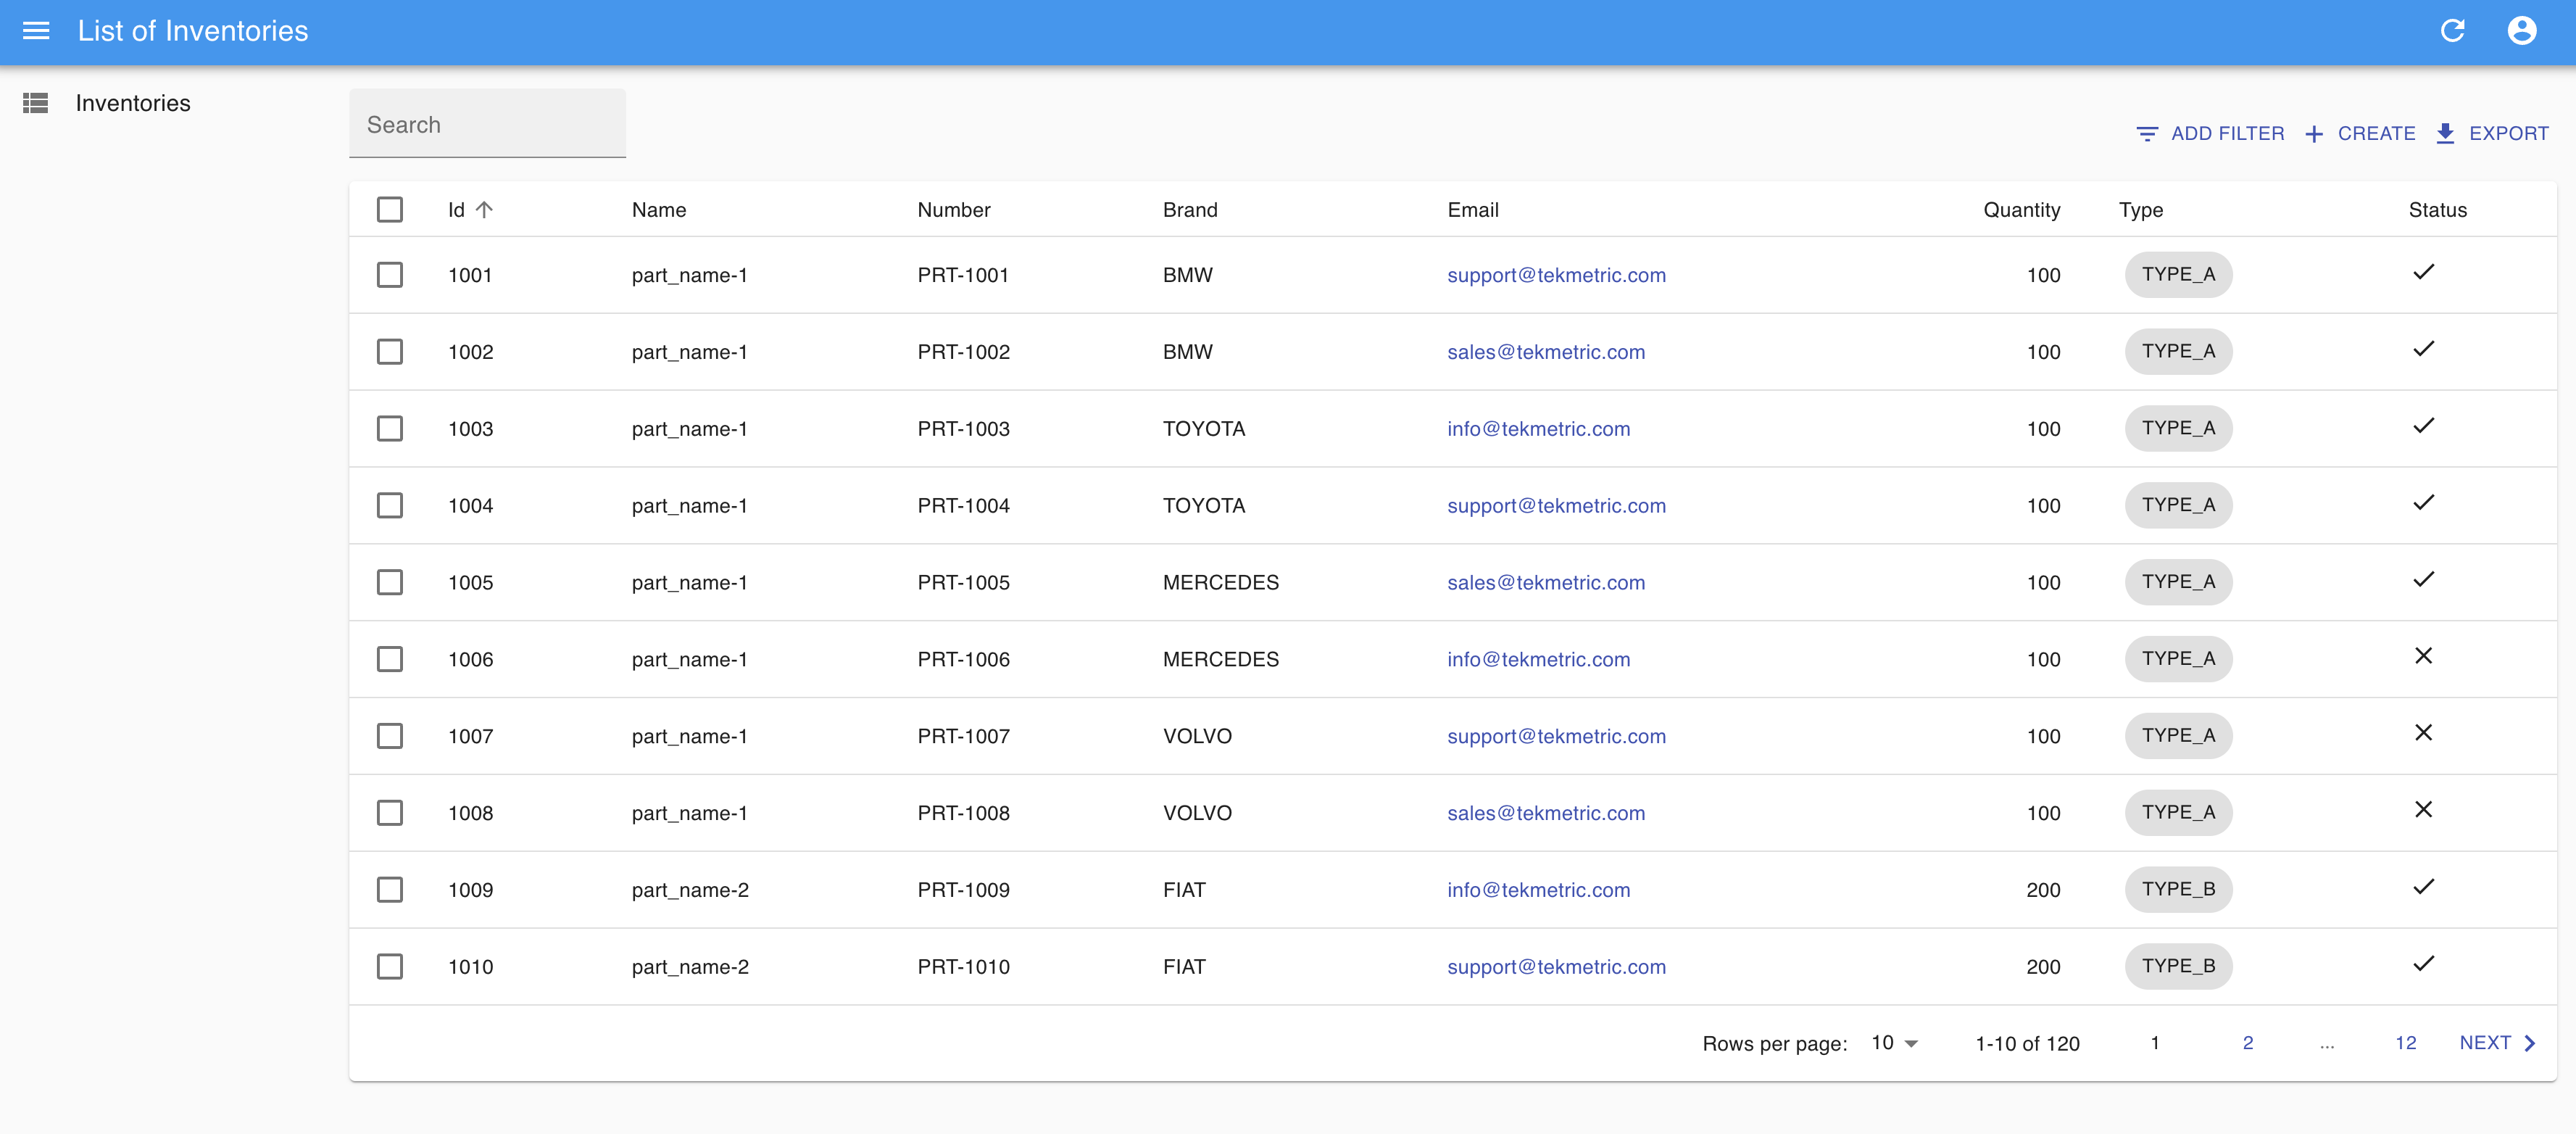 List of Inventories
Inventories
Search
ADD FILTER CREATE EXPORT
Id Name Number Brand Email Quantity Type Status
1001 part_name-1 PRT-1001 BMW support@tekmetric.com 100 TYPE_A
1002 part_name-1 PRT-1002 BMW sales@tekmetric.com 100 TYPE_A
1003 part_name-1 PRT-1003 TOYOTA info@tekmetric.com 100 TYPE_A
1004 part_name-1 PRT-1004 TOYOTA support@tekmetric.com 100 TYPE_A
1005 part_name-1 PRT-1005 MERCEDES sales@tekmetric.com 100 TYPE_A
1006 part_name-1 PRT-1006 MERCEDES info@tekmetric.com 100 TYPE_A
1007 part_name-1 PRT-1007 VOLVO support@tekmetric.com 100 TYPE_A
1008 part_name-1 PRT-1008 VOLVO sales@tekmetric.com 100 TYPE_A
1009 part_name-2 PRT-1009 FIAT info@tekmetric.com 200 TYPE_B
1010 part_name-2 PRT-1010 FIAT support@tekmetric.com 200 TYPE_B
Rows per page: 10 1-10 of 120 1 2 ... 12 NEXT